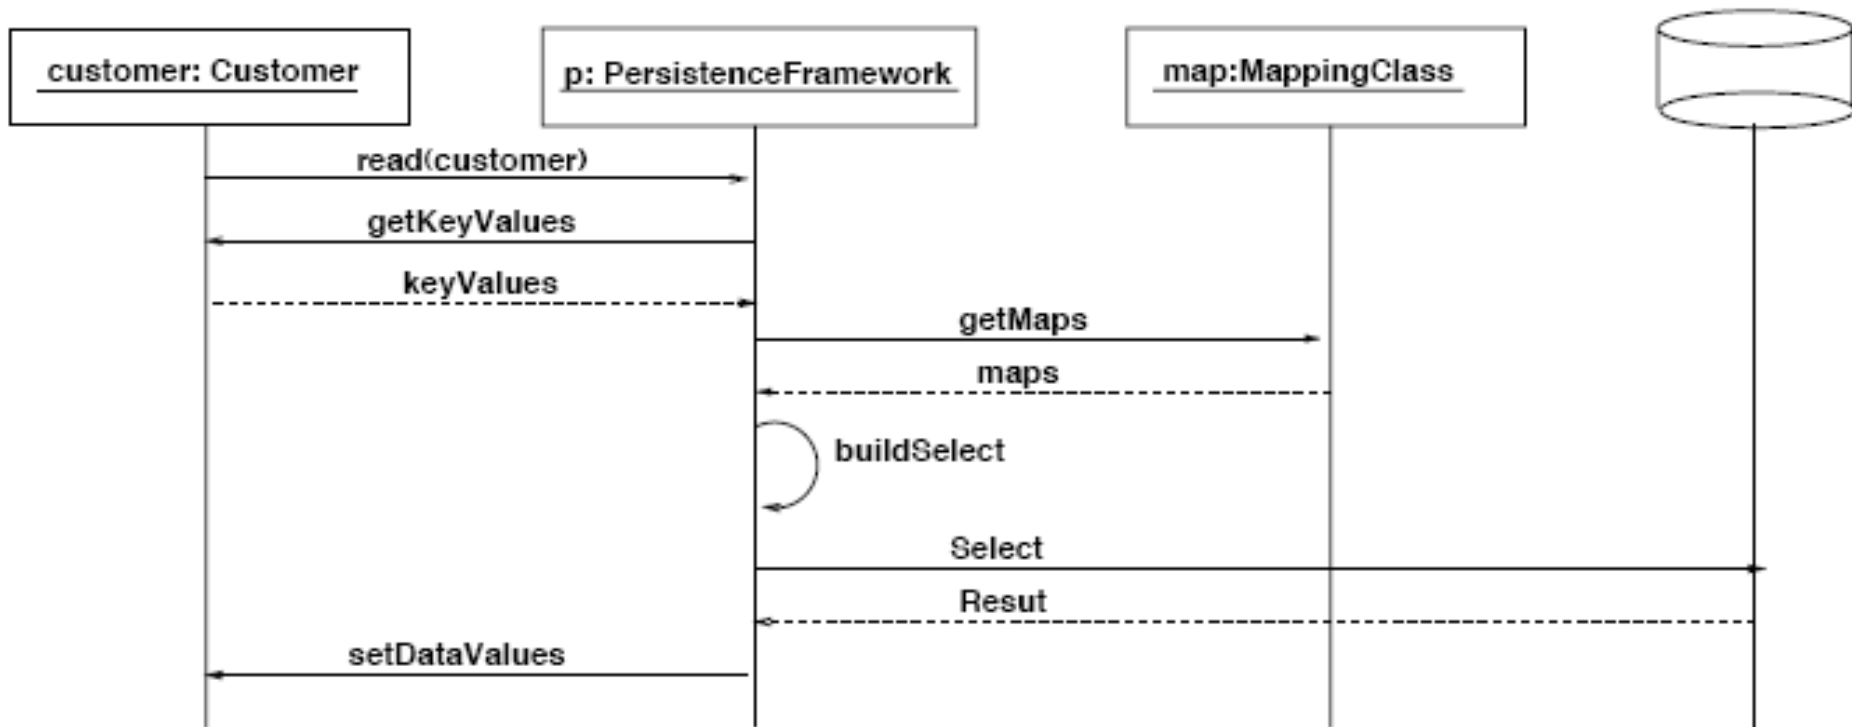 customer: Customer
p: PersistenceFramework
map:MappingClass
read(customer)
getKeyValues
keyValues
getMaps
maps
buildSelect
Select
Resut
setDataValues